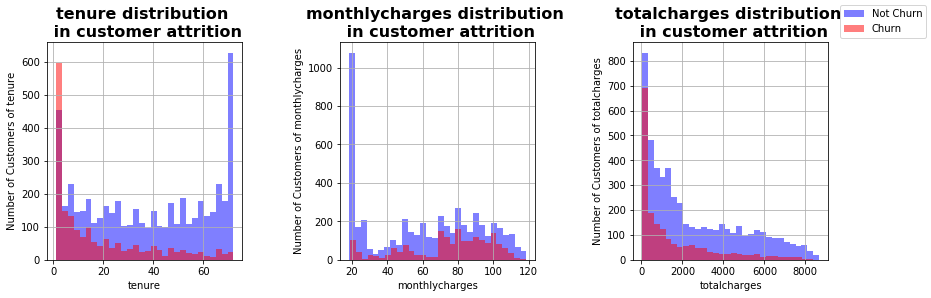 tenure distribution
in customer attrition
Number of Customers of tenure
600
500
400
300
200
100
0
0
20
40
60
tenure
monthlycharges distribution
in customer attrition
Number of Customers of monthlycharges
1000
800
600
400
200
0
20
40
60
80
100
120
monthlycharges
totalcharges distribution
in customer attrition
Number of Customers of totalcharges
800
700
600
500
400
300
200
100
0
0
2000
4000
6000
8000
totalcharges
Not Churn
Churn